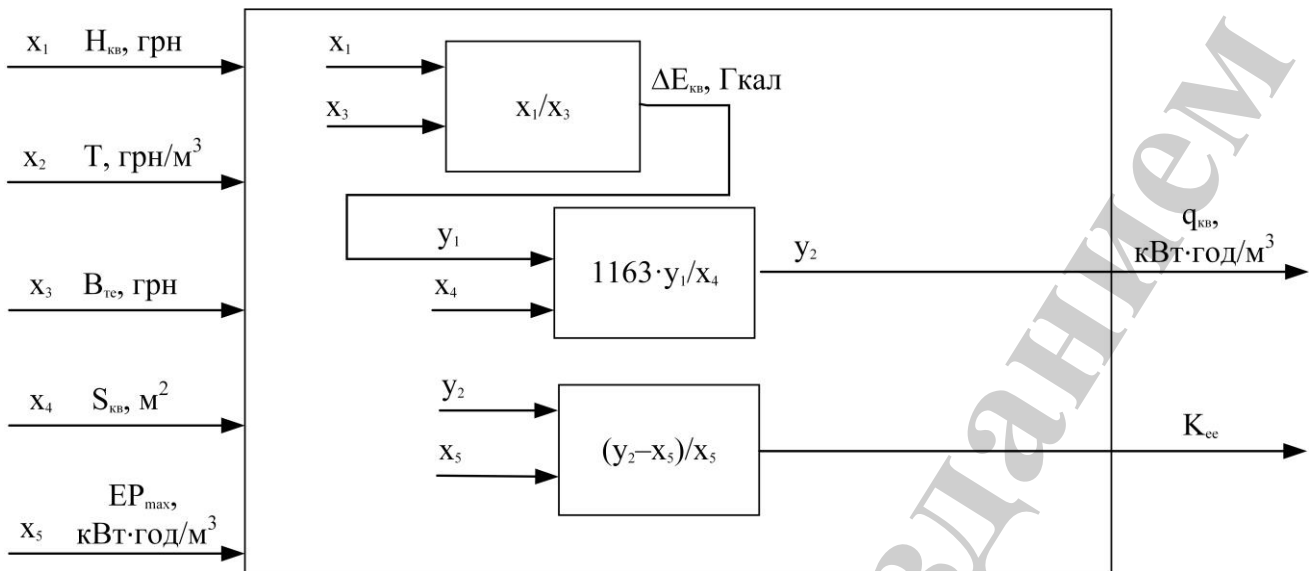 x₁ Hкв, грн
x₂ T, грн/м³
x₃ Bте, грн
x₄ Sкв, м²
EPmax,
x₅ кВт·год/м³
x₁
x₃
x₁/x₃
ΔEкв, Гкал
y₁
x₄
1163·y₁/x₄
y₂
qкв,
кВт·год/м³
y₂
x₅
(y₂–x₅)/x₅
Kee
зданием